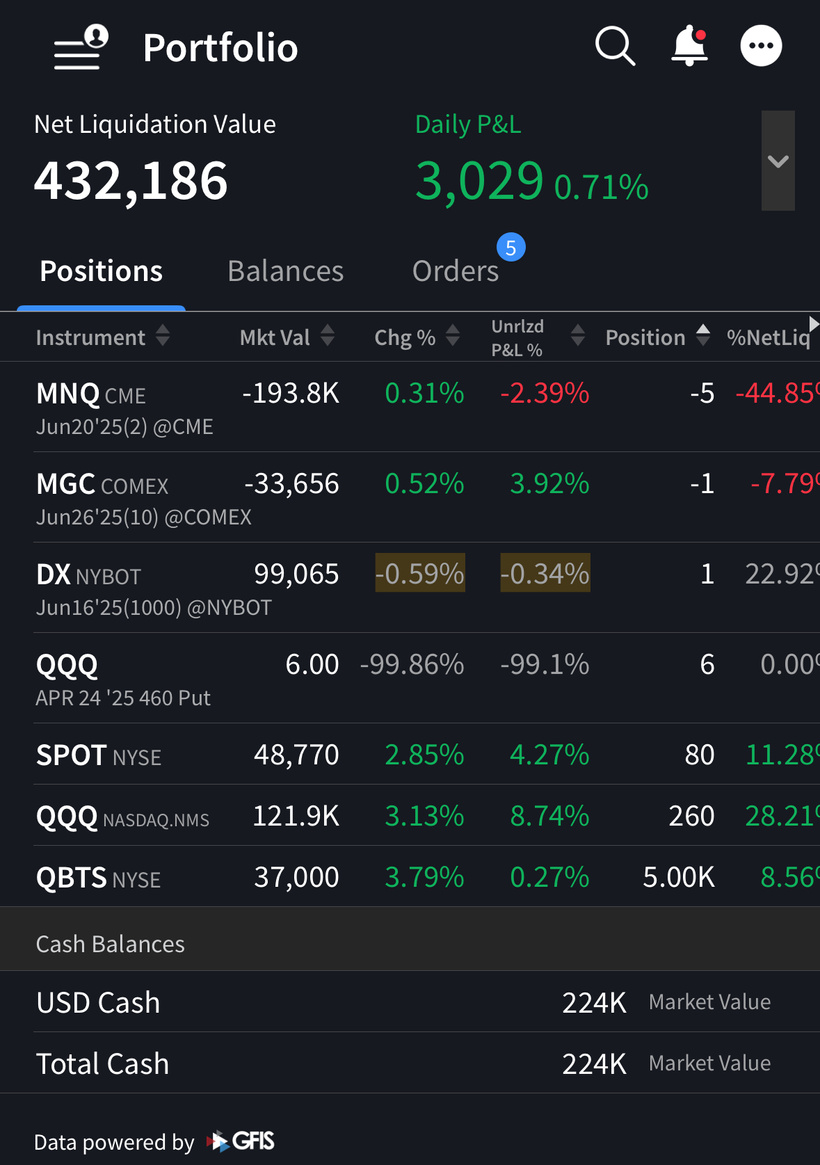 Portfolio
Net Liquidation Value Daily P&L
432,186 3,029 0.71%
Positions Balances Orders 5
Instrument Mkt Val Chg % Unrlzd P&L % Position %NetLiq
MNQ CME -193.8K 0.31% -2.39% -5 -44.85%
Jun20'25(2) @CME
MGC COMEX -33,656 0.52% 3.92% -1 -7.79%
Jun26'25(10) @COMEX
DX NYBOT 99,065 -0.59% -0.34% 1 22.92%
Jun16'25(1000) @NYBOT
QQQ 6.00 -99.86% -99.1% 6 0.00%
APR 24 '25 460 Put
SPOT NYSE 48,770 2.85% 4.27% 80 11.28%
QQQ NASDAQ.NMS 121.9K 3.13% 8.74% 260 28.21%
QBTS NYSE 37,000 3.79% 0.27% 5.00K 8.56%
Cash Balances
USD Cash 224K Market Value
Total Cash 224K Market Value
Data powered by GFIS